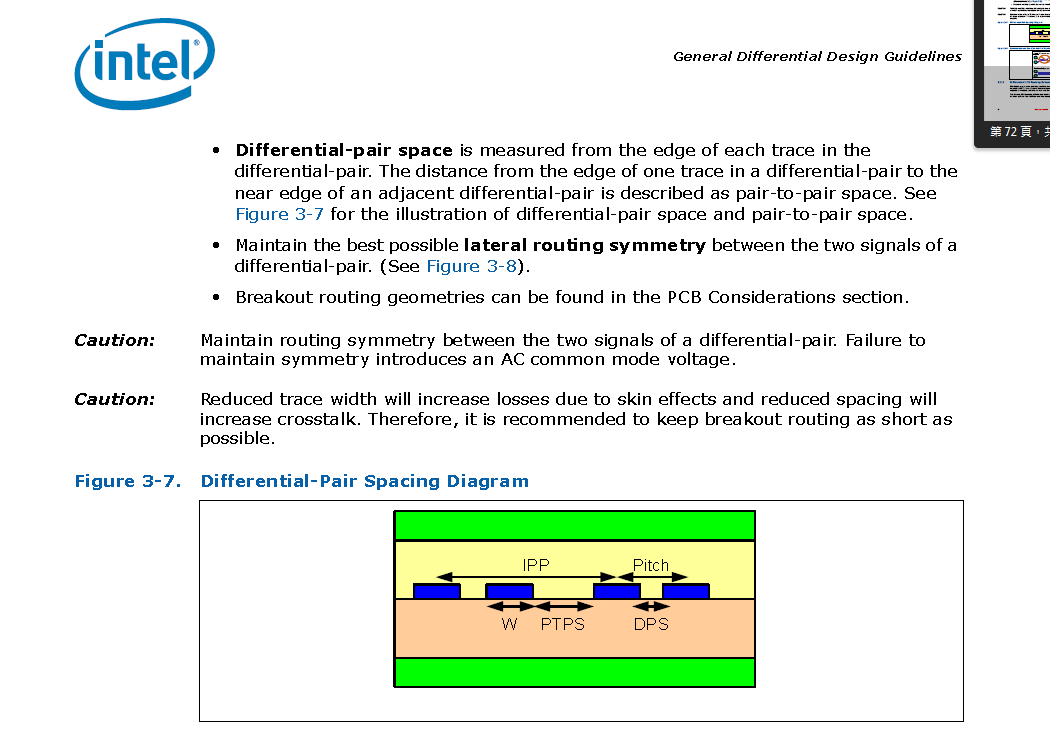 intel®
General Differential Design Guidelines
第 72 頁，共
• Differential-pair space is measured from the edge of each trace in the
differential-pair. The distance from the edge of one trace in a differential-pair to the
near edge of an adjacent differential-pair is described as pair-to-pair space. See
Figure 3-7 for the illustration of differential-pair space and pair-to-pair space.
• Maintain the best possible lateral routing symmetry between the two signals of a
differential-pair. (See Figure 3-8).
• Breakout routing geometries can be found in the PCB Considerations section.
Caution: Maintain routing symmetry between the two signals of a differential-pair. Failure to
maintain symmetry introduces an AC common mode voltage.
Caution: Reduced trace width will increase losses due to skin effects and reduced spacing will
increase crosstalk. Therefore, it is recommended to keep breakout routing as short as
possible.
Figure 3-7. Differential-Pair Spacing Diagram
IPP Pitch
W PTPS DPS